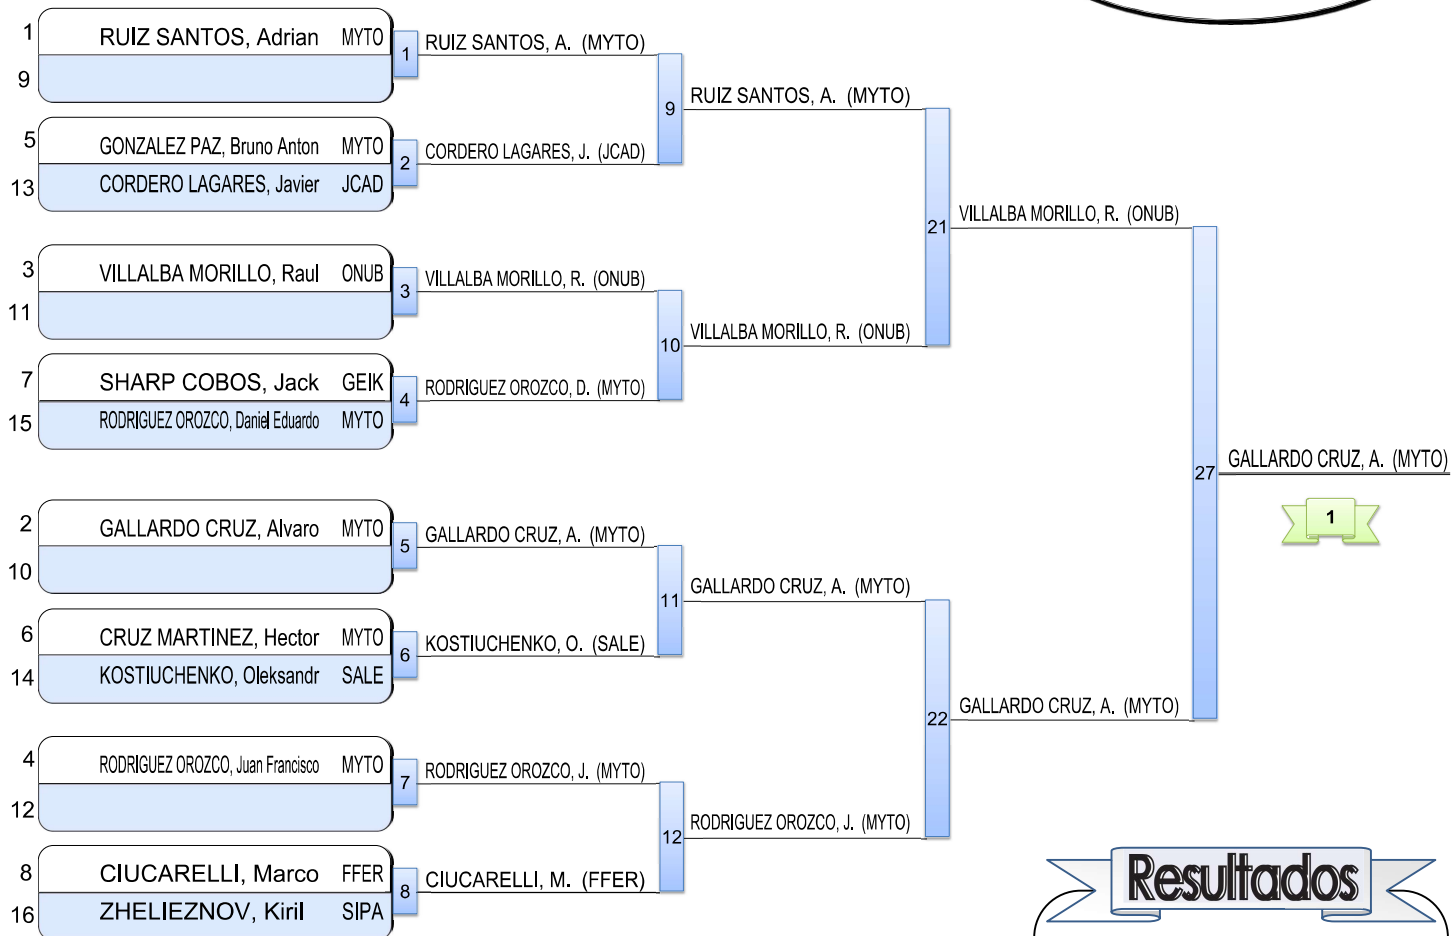 1 RUIZ SANTOS, Adrian MYTO
9
1
RUIZ SANTOS, A. (MYTO)
5 GONZALEZ PAZ, Bruno Anton MYTO
13 CORDERO LAGARES, Javier JCAD
2
CORDERO LAGARES, J. (JCAD)
9
RUIZ SANTOS, A. (MYTO)
3 VILLALBA MORILLO, Raul ONUB
11
3
VILLALBA MORILLO, R. (ONUB)
7 SHARP COBOS, Jack GEIK
15 RODRIGUEZ OROZCO, Daniel Eduardo MYTO
4
RODRIGUEZ OROZCO, D. (MYTO)
10
VILLALBA MORILLO, R. (ONUB)
21
VILLALBA MORILLO, R. (ONUB)
2 GALLARDO CRUZ, Alvaro MYTO
10
5
GALLARDO CRUZ, A. (MYTO)
6 CRUZ MARTINEZ, Hector MYTO
14 KOSTIUCHENKO, Oleksandr SALE
6
KOSTIUCHENKO, O. (SALE)
11
GALLARDO CRUZ, A. (MYTO)
4 RODRIGUEZ OROZCO, Juan Francisco MYTO
12
7
RODRIGUEZ OROZCO, J. (MYTO)
8 CIUCARELLI, Marco FFER
16 ZHELIEZNOV, Kiril SIPA
8
CIUCARELLI, M. (FFER)
12
RODRIGUEZ OROZCO, J. (MYTO)
22
GALLARDO CRUZ, A. (MYTO)
27
GALLARDO CRUZ, A. (MYTO)
1
Resultados